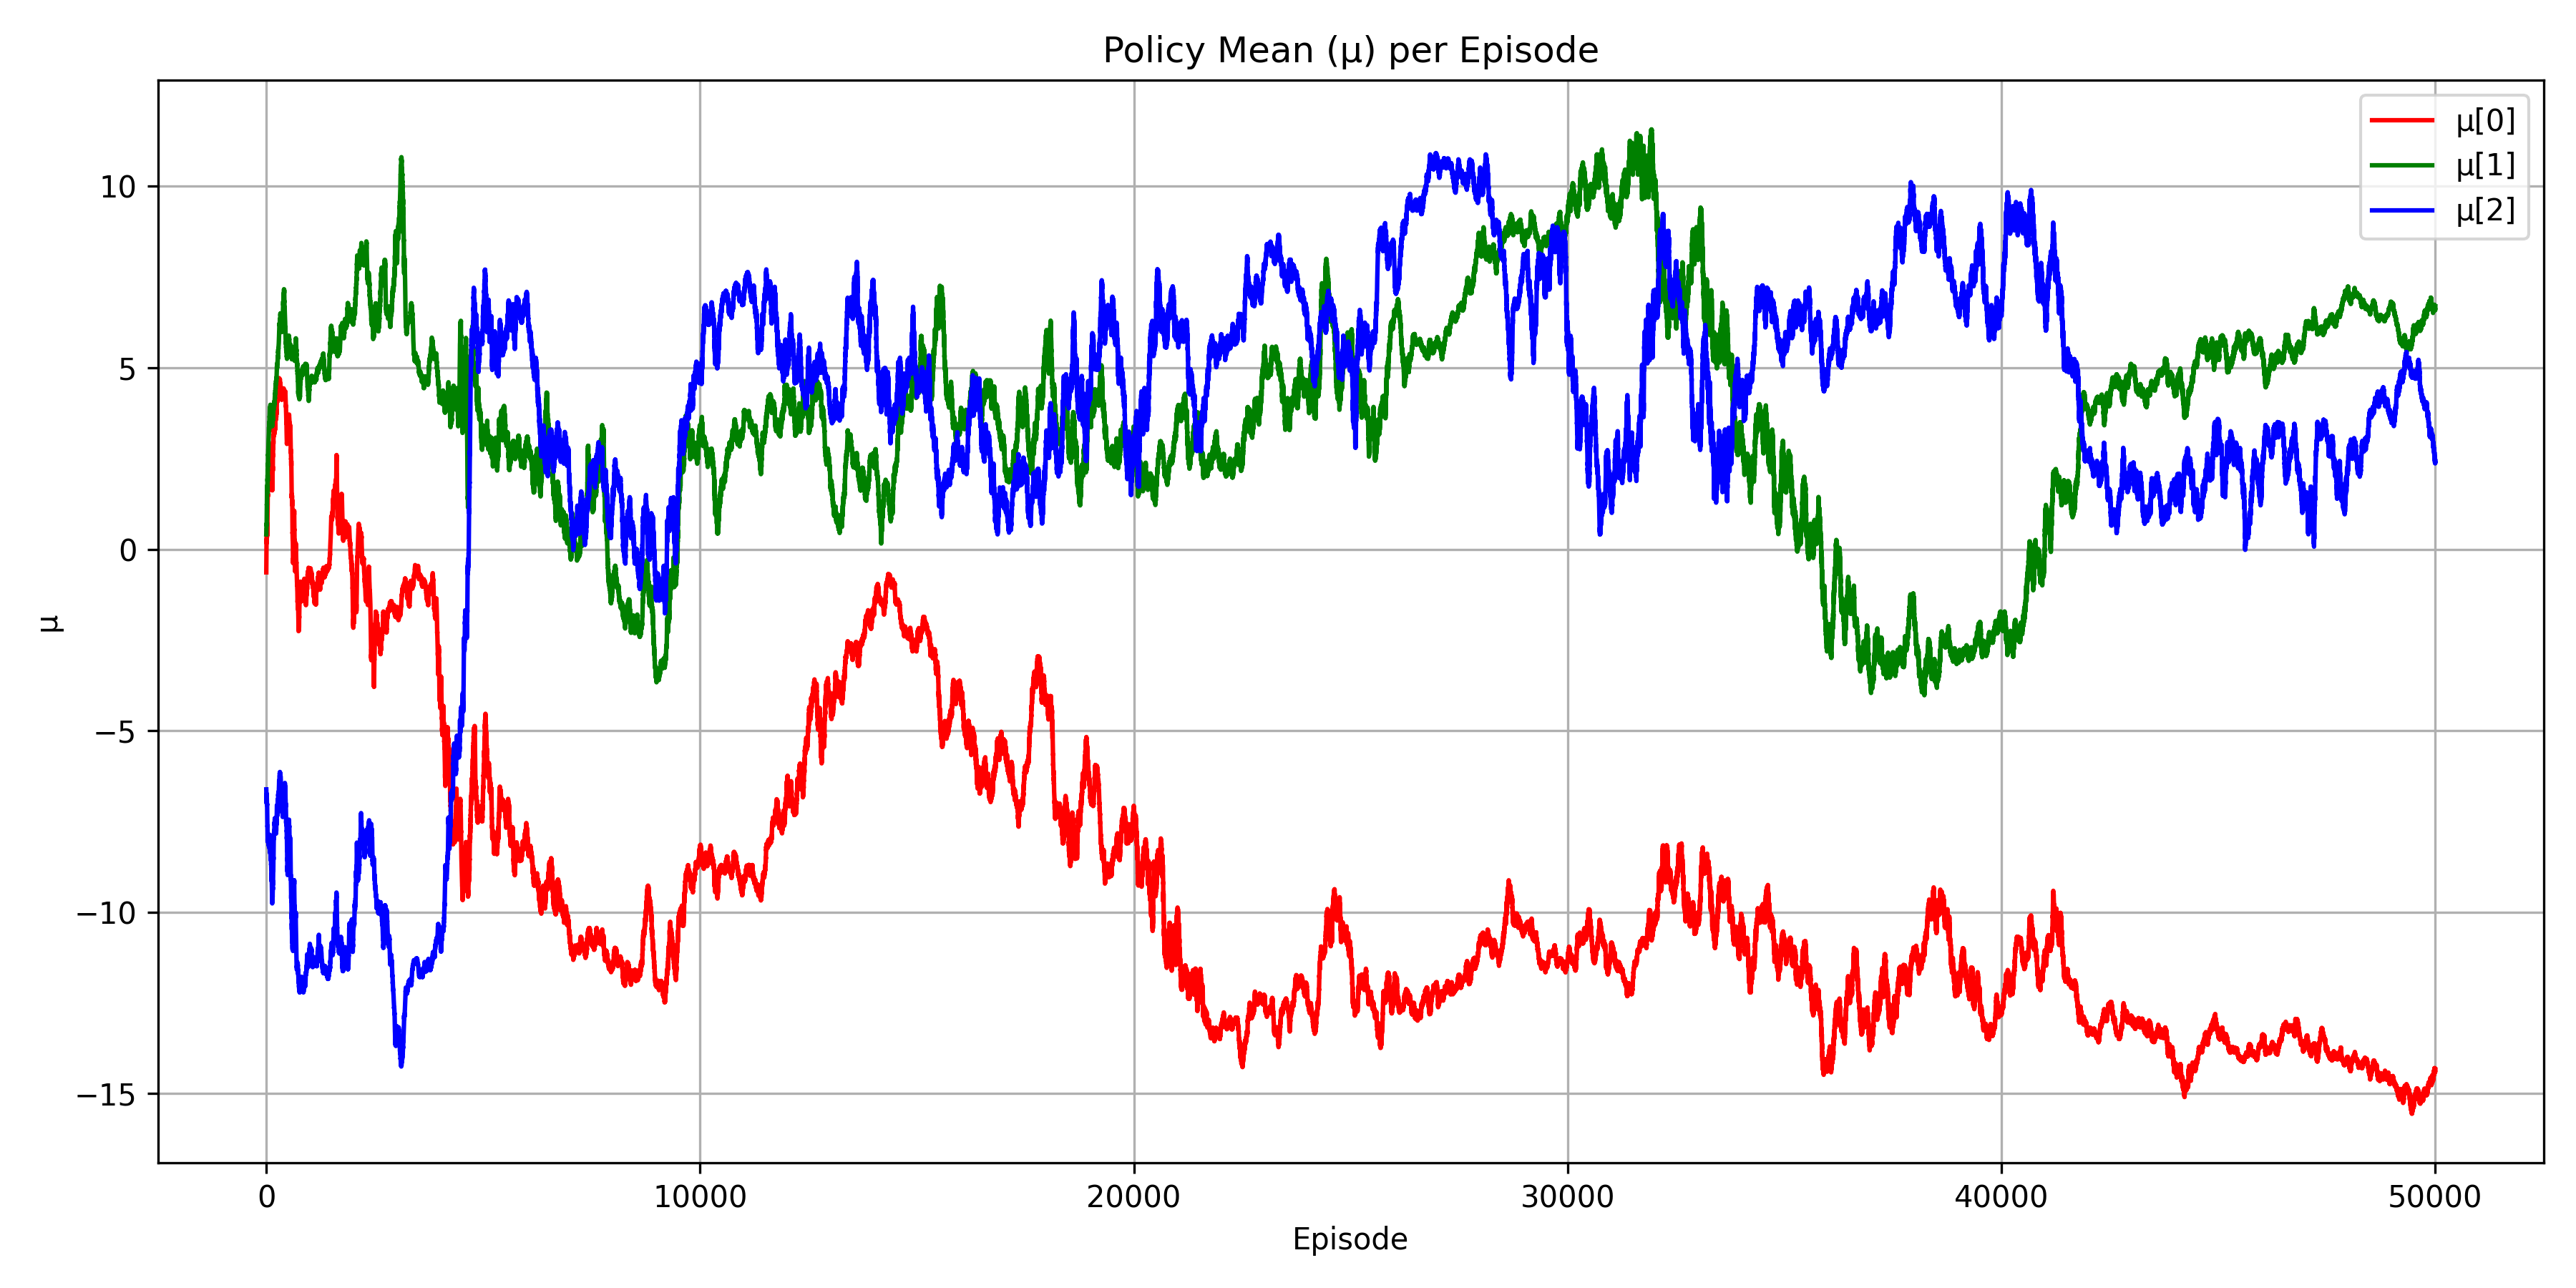 Policy Mean (μ) per Episode
μ[0]
μ[1]
μ[2]
10
5
0
−5
−10
−15
μ
0 10000 20000 30000 40000 50000
Episode